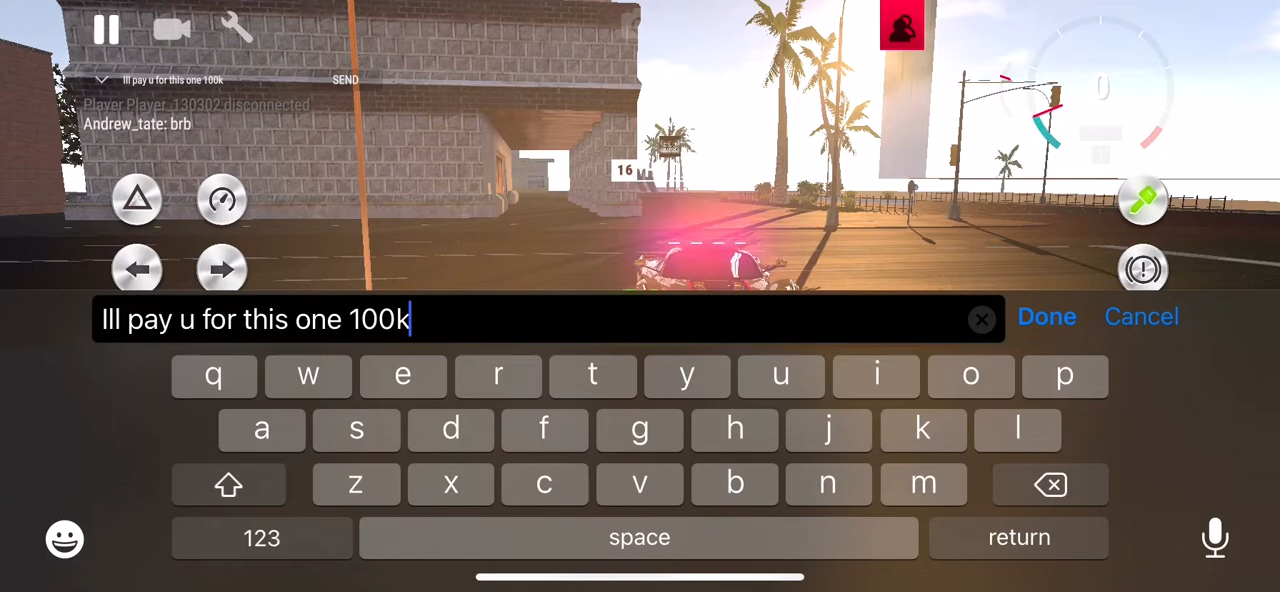 Ill pay u for this one 100k
SEND
Player Player_130302 disconnected
Andrew_tate: brb
0
16
Ill pay u for this one 100k
Done
Cancel
q w e r t y u i o p
a s d f g h j k l
z x c v b n m
123
space
return